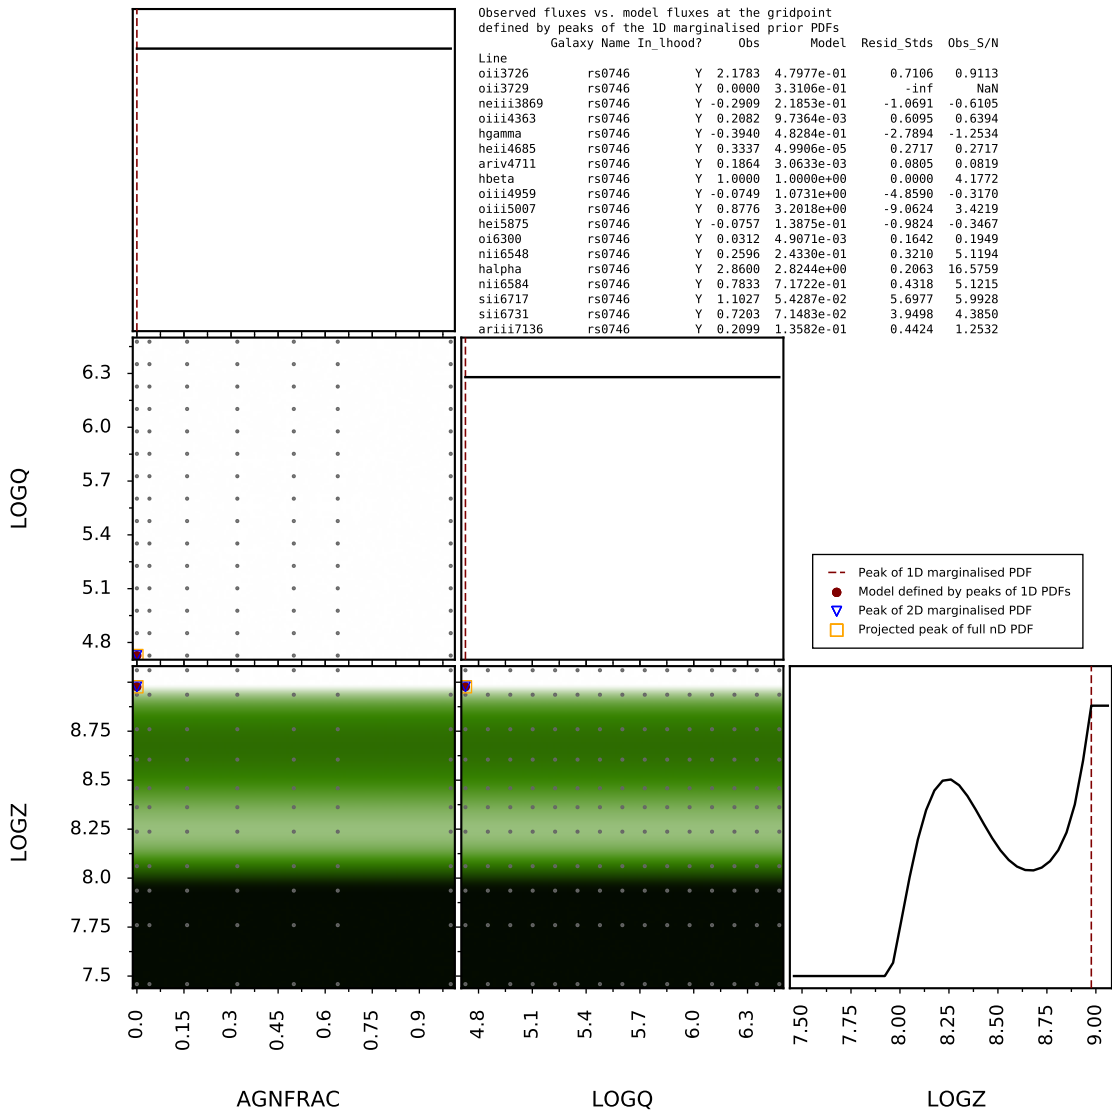 Observed fluxes vs. model fluxes at the gridpoint
defined by peaks of the 1D marginalised prior PDFs
Galaxy Name In_lhood? Obs Model Resid_Stds Obs_S/N
Line
oii3726 rs0746 Y 2.1783 4.7977e-01 0.7106 0.9113
oii3729 rs0746 Y 0.0000 3.3106e-01 -inf NaN
neiii3869 rs0746 Y -0.2909 2.1853e-01 -1.0691 -0.6105
oiii4363 rs0746 Y 0.2082 9.7364e-03 0.6095 0.6394
hgamma rs0746 Y -0.3940 4.8284e-01 -2.7894 -1.2534
heii4685 rs0746 Y 0.3337 4.9906e-05 0.2717 0.2717
ariv4711 rs0746 Y 0.1864 3.0633e-03 0.0805 0.0819
hbeta rs0746 Y 1.0000 1.0000e+00 0.0000 4.1772
oiii4959 rs0746 Y -0.0749 1.0731e+00 -4.8590 -0.3170
oiii5007 rs0746 Y 0.8776 3.2018e+00 -9.0624 3.4219
hei5875 rs0746 Y -0.0757 1.3875e-01 -0.9824 -0.3467
oi6300 rs0746 Y 0.0312 4.9071e-03 0.1642 0.1949
nii6548 rs0746 Y 0.2596 2.4330e-01 0.3210 5.1194
halpha rs0746 Y 2.8600 2.8244e+00 0.2063 16.5759
nii6584 rs0746 Y 0.7833 7.1722e-01 0.4318 5.1215
sii6717 rs0746 Y 1.1027 5.4287e-02 5.6977 5.9928
sii6731 rs0746 Y 0.7203 7.1483e-02 3.9498 4.3850
ariii7136 rs0746 Y 0.2099 1.3582e-01 0.4424 1.2532
6.3
6.0
5.7
5.4
5.1
4.8
LOGQ
Peak of 1D marginalised PDF
Model defined by peaks of 1D PDFs
Peak of 2D marginalised PDF
Projected peak of full nD PDF
8.75
8.5
8.25
8.0
7.75
7.5
LOGZ
0.0 0.15 0.3 0.45 0.6 0.75 0.9
4.8 5.1 5.4 5.7 6.0 6.3
7.50 7.75 8.00 8.25 8.50 8.75 9.00
AGNFRAC LOGQ LOGZ